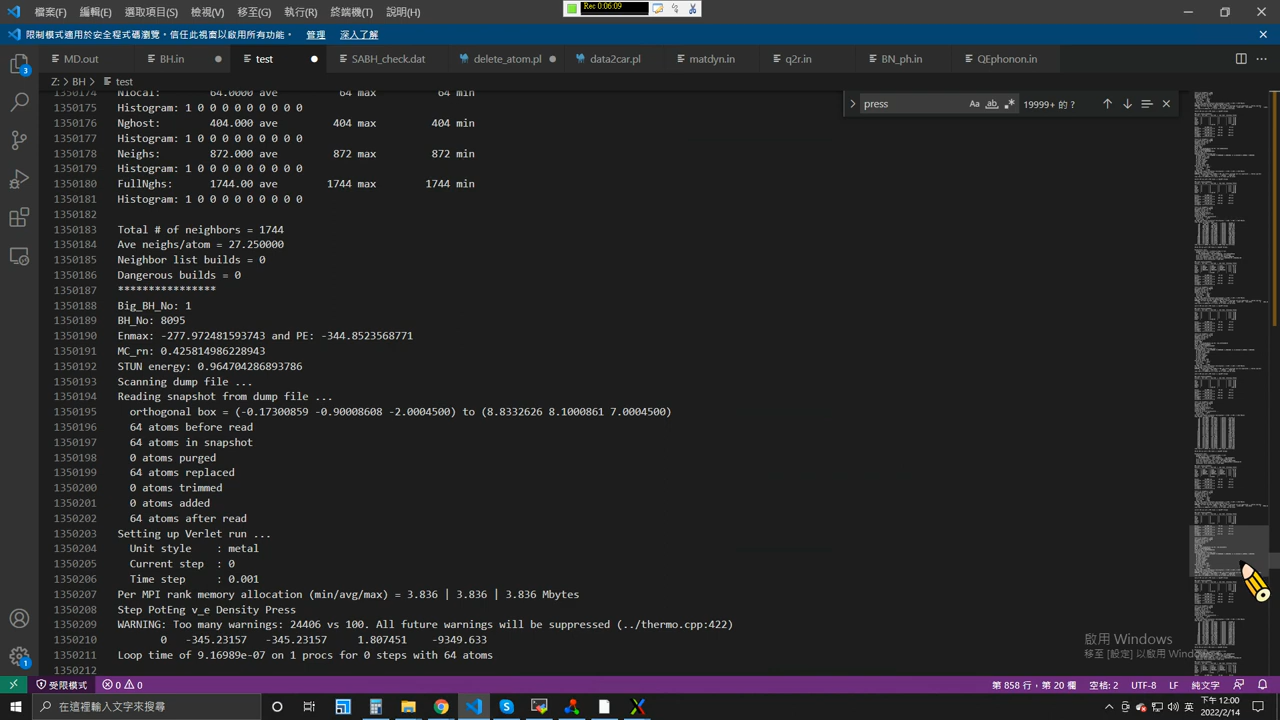 檔案(F) 編輯(E) 選取項目(S) 檢視(V) 移至(G) 執行(R) 終端機(T) 說明(H)
Rec 0:06:09
限制模式適用於安全程式碼瀏覽。信任此視窗以啟用所有功能。 管理 深入了解
MD.out BH.in test SABH_check.dat delete_atom.pl data2car.pl matdyn.in q2r.in BN_ph.in QEphonon.in
Z: > BH > test
press Aa ab 19999+ 的 ?
1350174 Nlocal: 64.0000 ave 64 max 64 min
1350175 Histogram: 1 0 0 0 0 0 0 0 0 0
1350176 Nghost: 404.000 ave 404 max 404 min
1350177 Histogram: 1 0 0 0 0 0 0 0 0 0
1350178 Neighs: 872.000 ave 872 max 872 min
1350179 Histogram: 1 0 0 0 0 0 0 0 0 0
1350180 FullNghs: 1744.00 ave 1744 max 1744 min
1350181 Histogram: 1 0 0 0 0 0 0 0 0 0
1350182
1350183 Total # of neighbors = 1744
1350184 Ave neighs/atom = 27.250000
1350185 Neighbor list builds = 0
1350186 Dangerous builds = 0
1350187 ****************
1350188 Big_BH_No: 1
1350189 BH_No: 8095
1350190 Enmax: -277.972481593743 and PE: -344.8523568771
1350191 MC_rn: 0.425814986228943
1350192 STUN energy: 0.964704286893786
1350193 Scanning dump file ...
1350194 Reading snapshot from dump file ...
1350195 orthogonal box = (-0.17300859 -0.90008608 -2.0004500) to (8.8532626 8.1000861 7.0004500)
1350196 64 atoms before read
1350197 64 atoms in snapshot
1350198 0 atoms purged
1350199 64 atoms replaced
1350200 0 atoms trimmed
1350201 0 atoms added
1350202 64 atoms after read
1350203 Setting up Verlet run ...
1350204 Unit style : metal
1350205 Current step : 0
1350206 Time step : 0.001
1350207 Per MPI rank memory allocation (min/avg/max) = 3.836 | 3.836 | 3.836 Mbytes
1350208 Step PotEng v_e Density Press
1350209 WARNING: Too many warnings: 24406 vs 100. All future warnings will be suppressed (../thermo.cpp:422)
1350210 0 -345.23157 -345.23157 1.807451 -9349.633
1350211 Loop time of 9.16989e-07 on 1 procs for 0 steps with 64 atoms
1350212
啟用 Windows
移至 [設定] 以啟用 Windows
受限模式 0 0 第 858 行，第 20 欄 空格: 2 UTF-8 LF 純文字
在這裡輸入文字來搜尋 英 下午 12:00
2022/2/14